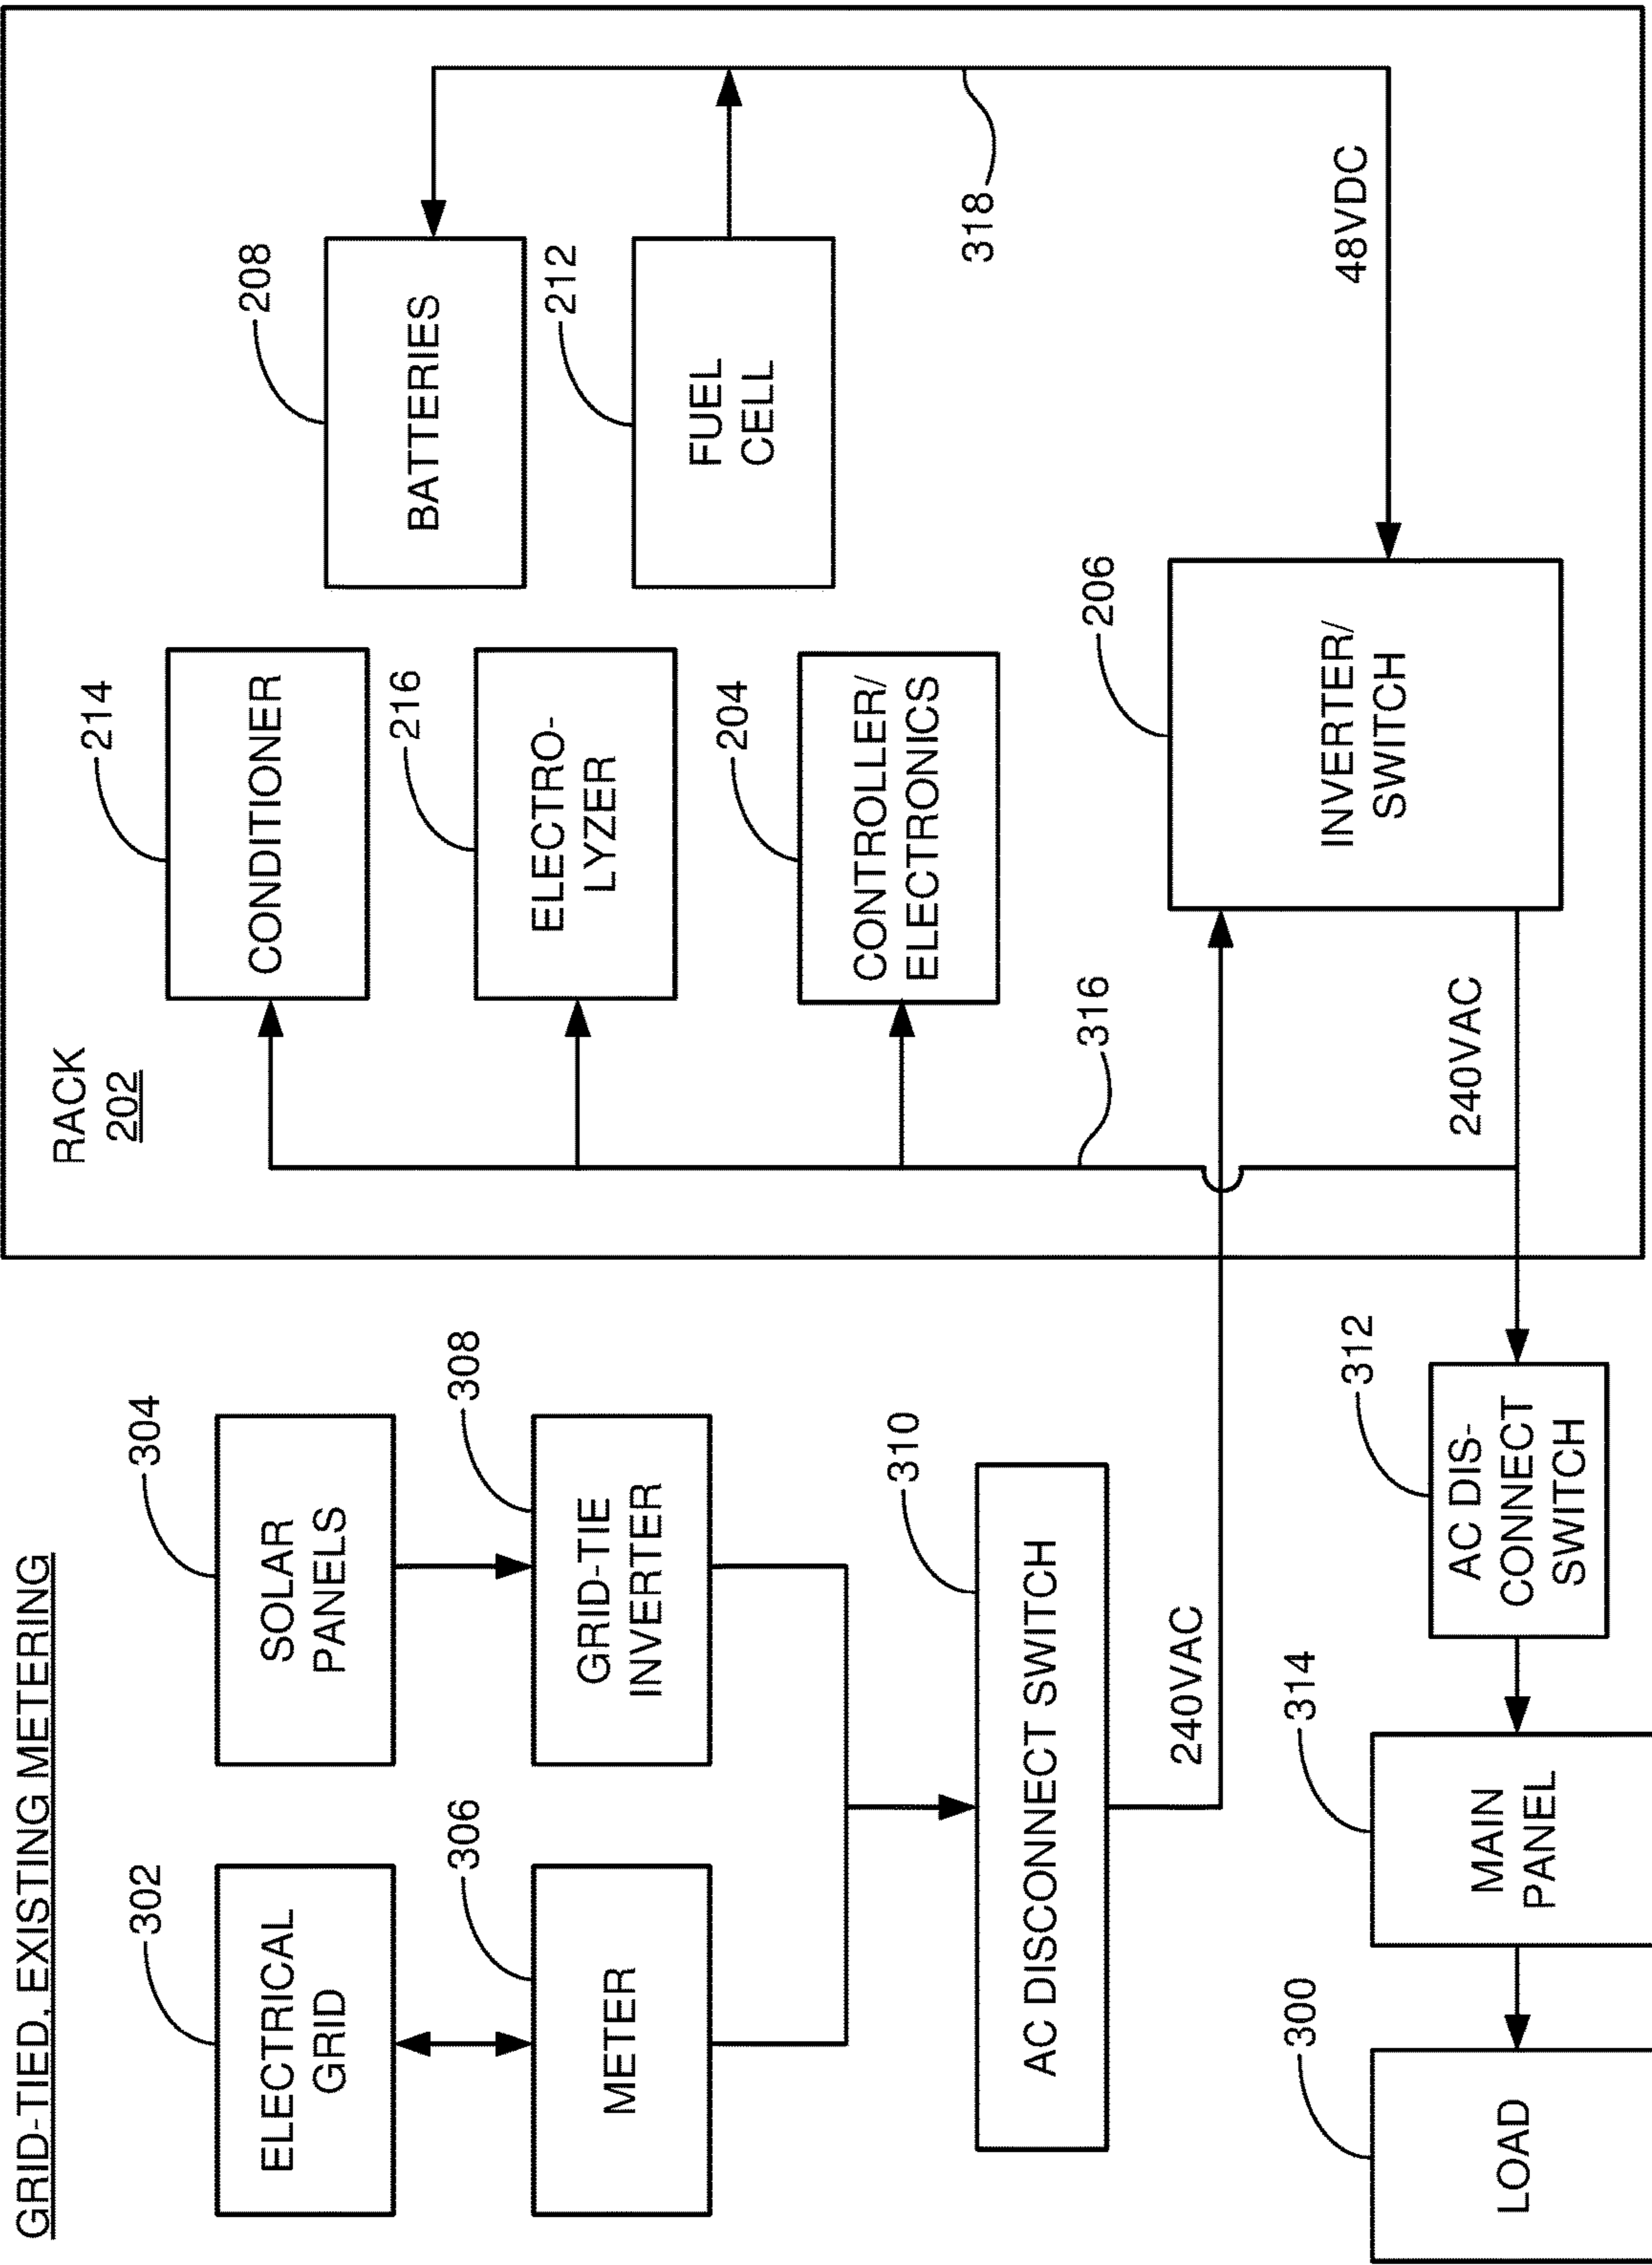 GRID-TIED, EXISTING METERING
302
ELECTRICAL
GRID
304
SOLAR
PANELS
306
METER
308
GRID-TIE
INVERTER
310
AC DISCONNECT SWITCH
240VAC
300
LOAD
314
MAIN
PANEL
312
AC DIS-
CONNECT
SWITCH
RACK
202
214
CONDITIONER
216
ELECTRO-
LYZER
204
CONTROLLER/
ELECTRONICS
316
240VAC
206
INVERTER/
SWITCH
208
BATTERIES
212
FUEL
CELL
318
48VDC